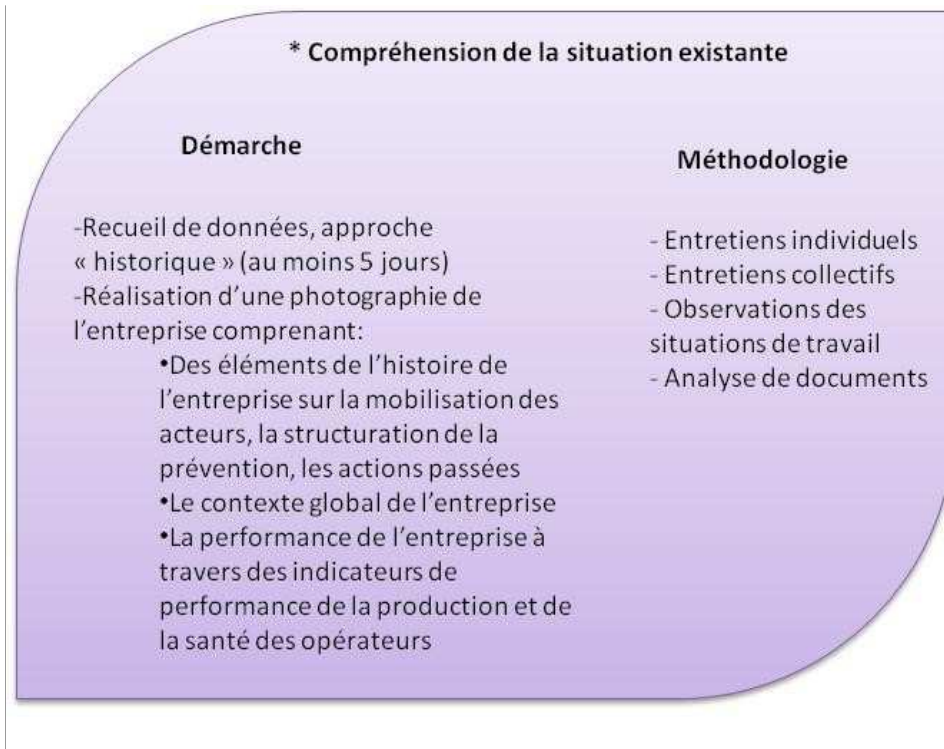 * Compréhension de la situation existante
Démarche
-Recueil de données, approche
« historique » (au moins 5 jours)
-Réalisation d'une photographie de
l'entreprise comprenant:
•Des éléments de l'histoire de
l'entreprise sur la mobilisation des
acteurs, la structuration de la
prévention, les actions passées
•Le contexte global de l'entreprise
•La performance de l'entreprise à
travers des indicateurs de
performance de la production et de
la santé des opérateurs
Méthodologie
- Entretiens individuels
- Entretiens collectifs
- Observations des
situations de travail
- Analyse de documents